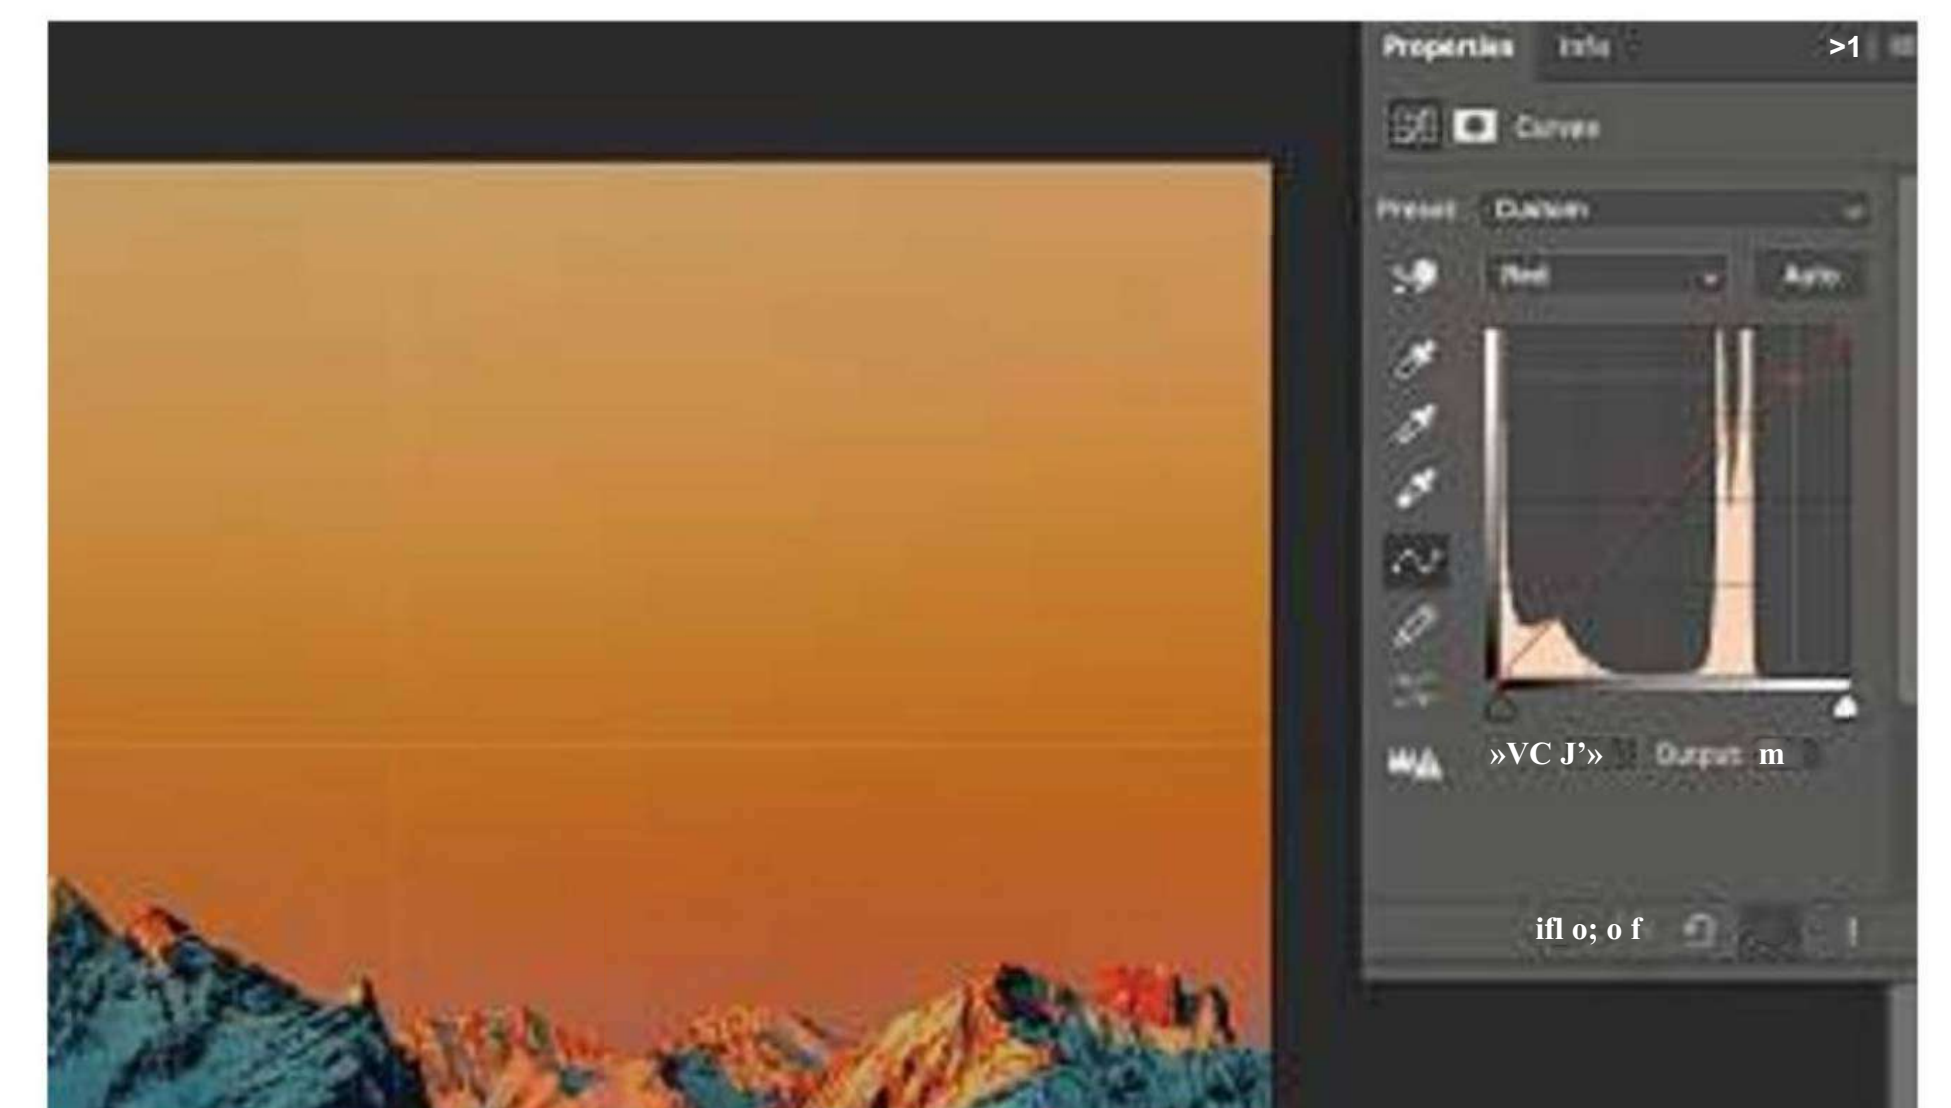 Properties Info >1
Curves
Preset: Custom
Red Auto
»VC J’» Output: m
ifl o; o f